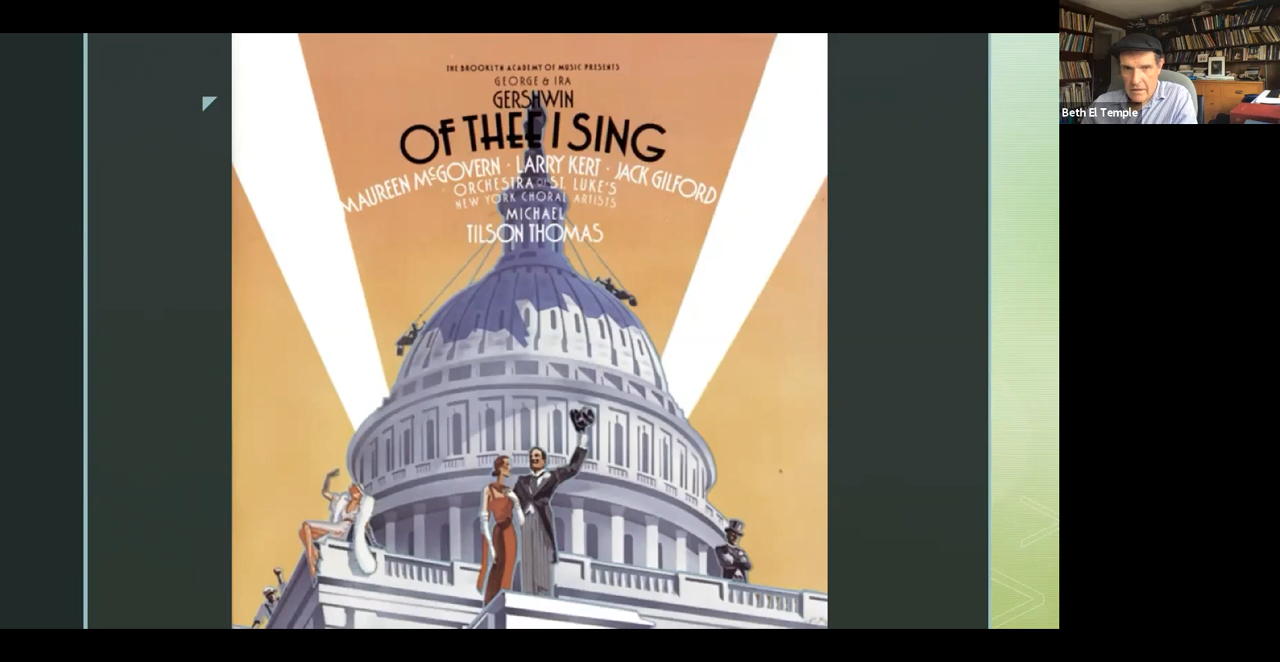 THE BROOKLYN ACADEMY OF MUSIC PRESENTS
GEORGE & IRA
GERSHWIN
OF THEE I SING
MAUREEN McGOVERN · LARRY KERT · JACK GILFORD
ORCHESTRA OF ST. LUKE'S
NEW YORK CHORAL ARTISTS
MICHAEL
TILSON THOMAS
Beth El Temple